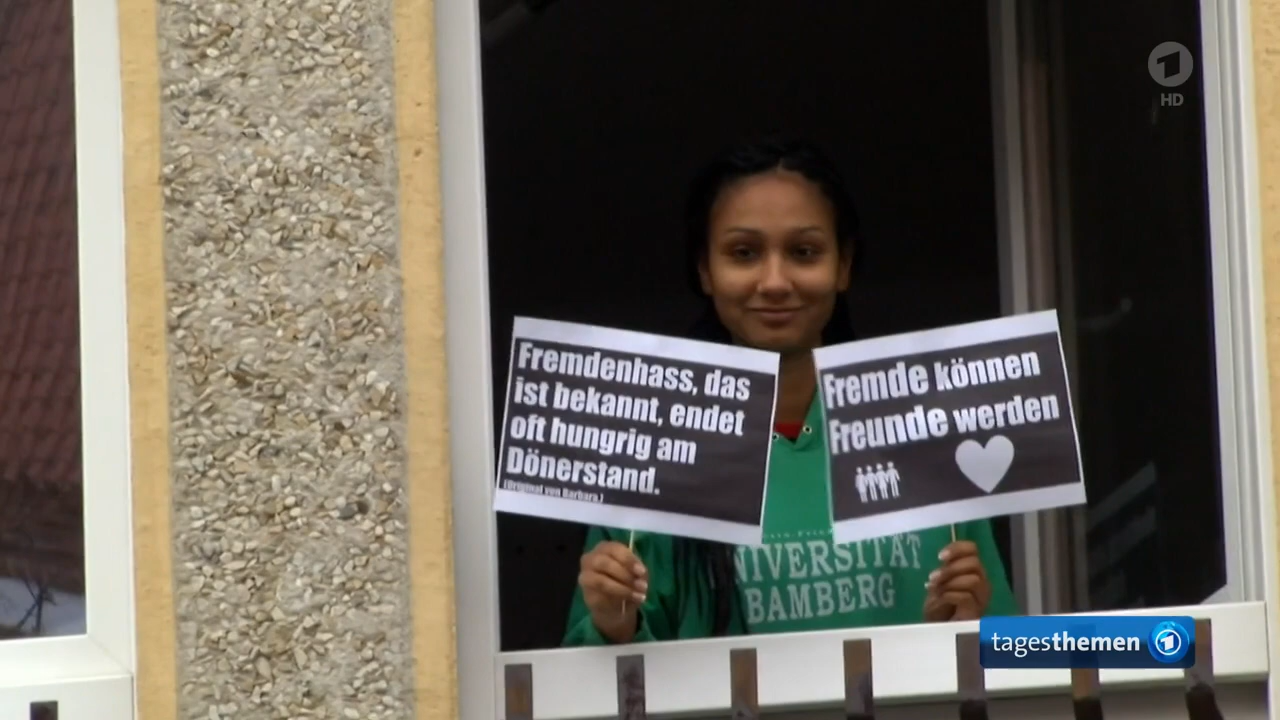 HD
Fremdenhass, das
ist bekannt, endet
oft hungrig am
Dönerstand.
(Original von Barbara.)
Fremde können
Freunde werden
NIVERSITÄT
BAMBERG
tagesthemen